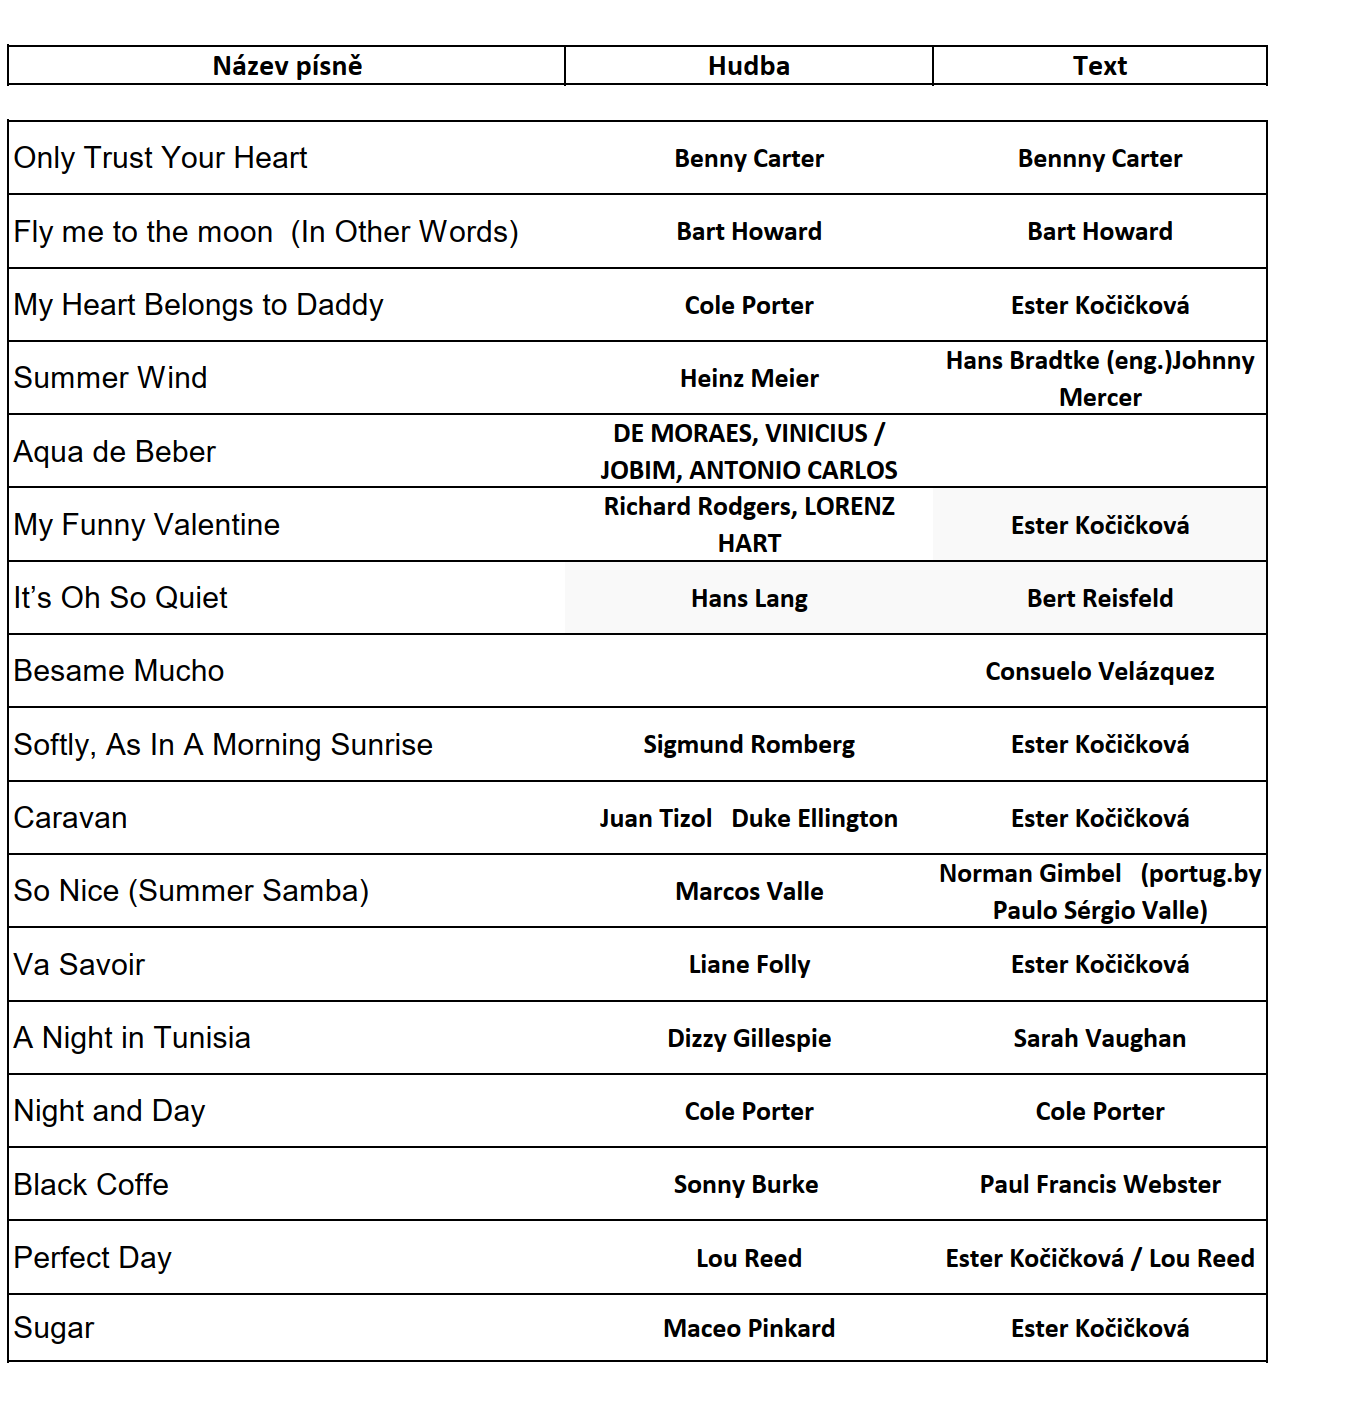 Název písně Hudba Text
Only Trust Your Heart Benny Carter Bennny Carter
Fly me to the moon  (In Other Words) Bart Howard Bart Howard
My Heart Belongs to Daddy Cole Porter Ester Kočičková
Summer Wind Heinz Meier Hans Bradtke (eng.)Johnny
Mercer
Aqua de Beber DE MORAES, VINICIUS /
JOBIM, ANTONIO CARLOS
My Funny Valentine Richard Rodgers, LORENZ
HART Ester Kočičková
It’s Oh So Quiet Hans Lang Bert Reisfeld
Besame Mucho Consuelo Velázquez
Softly, As In A Morning Sunrise Sigmund Romberg Ester Kočičková
Caravan Juan Tizol   Duke Ellington Ester Kočičková
So Nice (Summer Samba) Marcos Valle Norman Gimbel   (portug.by
Paulo Sérgio Valle)
Va Savoir Liane Folly Ester Kočičková
A Night in Tunisia Dizzy Gillespie Sarah Vaughan
Night and Day Cole Porter Cole Porter
Black Coffe Sonny Burke Paul Francis Webster
Perfect Day Lou Reed Ester Kočičková / Lou Reed
Sugar Maceo Pinkard Ester Kočičková